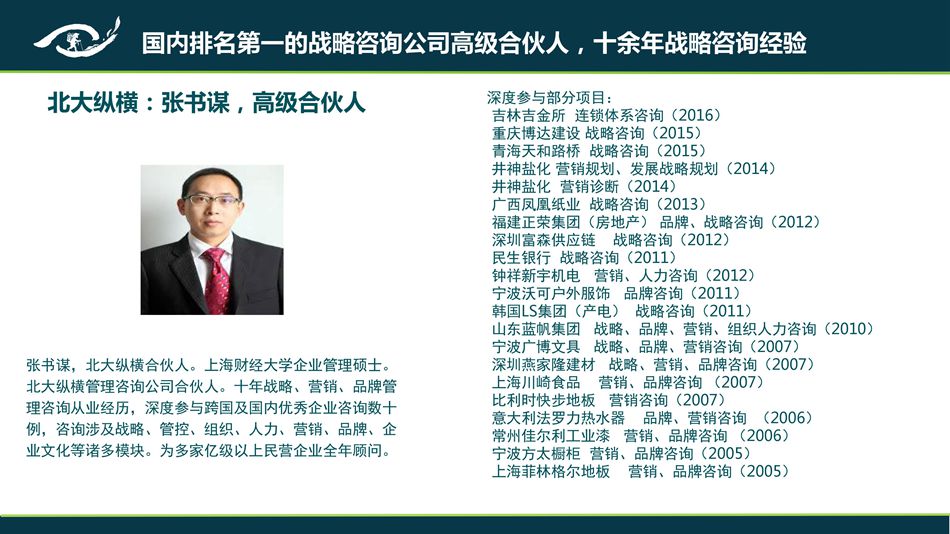 国内排名第一的战略咨询公司高级合伙人，十余年战略咨询经验
北大纵横：张书谋，高级合伙人
张书谋，北大纵横合伙人。上海财经大学企业管理硕士。
北大纵横管理咨询公司合伙人。十年战略、营销、品牌管
理咨询从业经历，深度参与跨国及国内优秀企业咨询数十
例，咨询涉及战略、管控、组织、人力、营销、品牌、企
业文化等诸多模块。为多家亿级以上民营企业全年顾问。
深度参与部分项目：
吉林吉金所 连锁体系咨询（2016）
重庆博达建设 战略咨询（2015）
青海天和路桥 战略咨询（2015）
井神盐化 营销规划、发展战略规划（2014）
井神盐化 营销诊断（2014）
广西凤凰纸业 战略咨询（2013）
福建正荣集团（房地产） 品牌、战略咨询（2012）
深圳富森供应链 战略咨询（2012）
民生银行 战略咨询（2011）
钟祥新宇机电 营销、人力咨询（2012）
宁波沃可户外服饰 品牌咨询（2011）
韩国LS集团（产电） 战略咨询（2011）
山东蓝帆集团 战略、品牌、营销、组织人力咨询（2010）
宁波广博文具 战略、品牌、营销咨询（2007）
深圳燕家隆建材 战略、营销、品牌咨询（2007）
上海川崎食品 营销、品牌咨询 （2007）
比利时快步地板 营销咨询（2007）
意大利法罗力热水器 品牌、营销咨询 （2006）
常州佳尔利工业漆 营销、品牌咨询 （2006）
宁波方太橱柜 营销、品牌咨询（2005）
上海菲林格尔地板 营销、品牌咨询（2005）